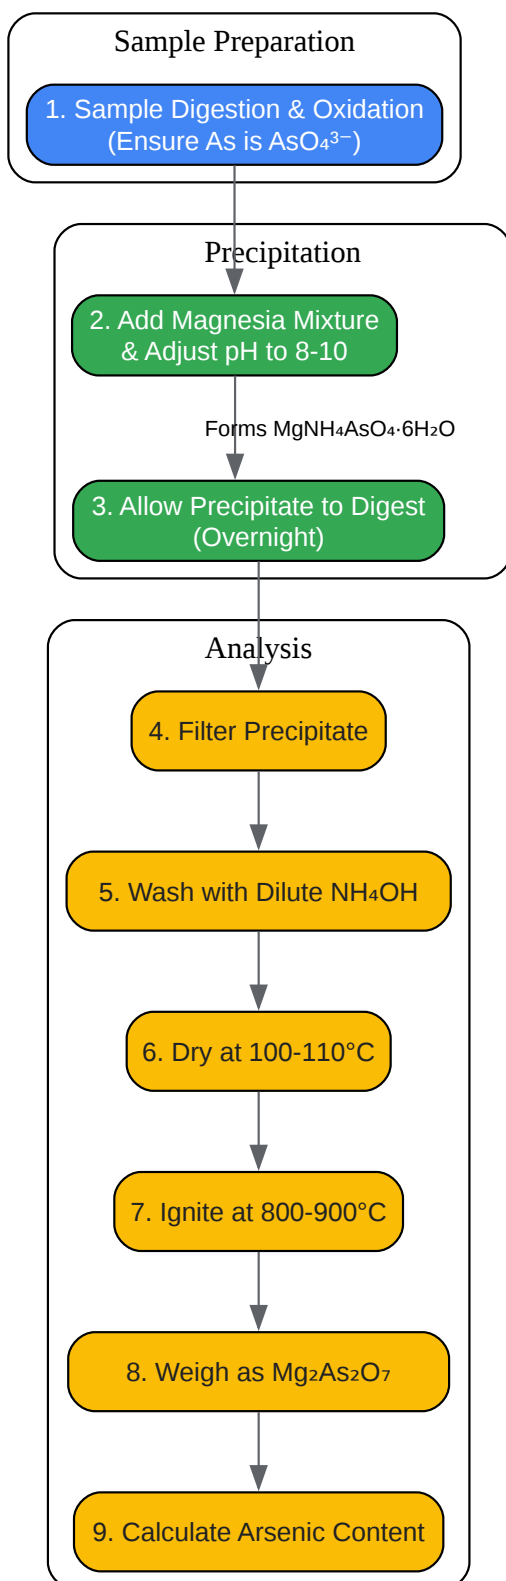 Sample Preparation
1. Sample Digestion & Oxidation
(Ensure As is AsO₄³⁻)
Precipitation
2. Add Magnesia Mixture
& Adjust pH to 8-10
Forms MgNH₄AsO₄·6H₂O
3. Allow Precipitate to Digest
(Overnight)
Analysis
4. Filter Precipitate
5. Wash with Dilute NH₄OH
6. Dry at 100-110°C
7. Ignite at 800-900°C
8. Weigh as Mg₂As₂O₇
9. Calculate Arsenic Content